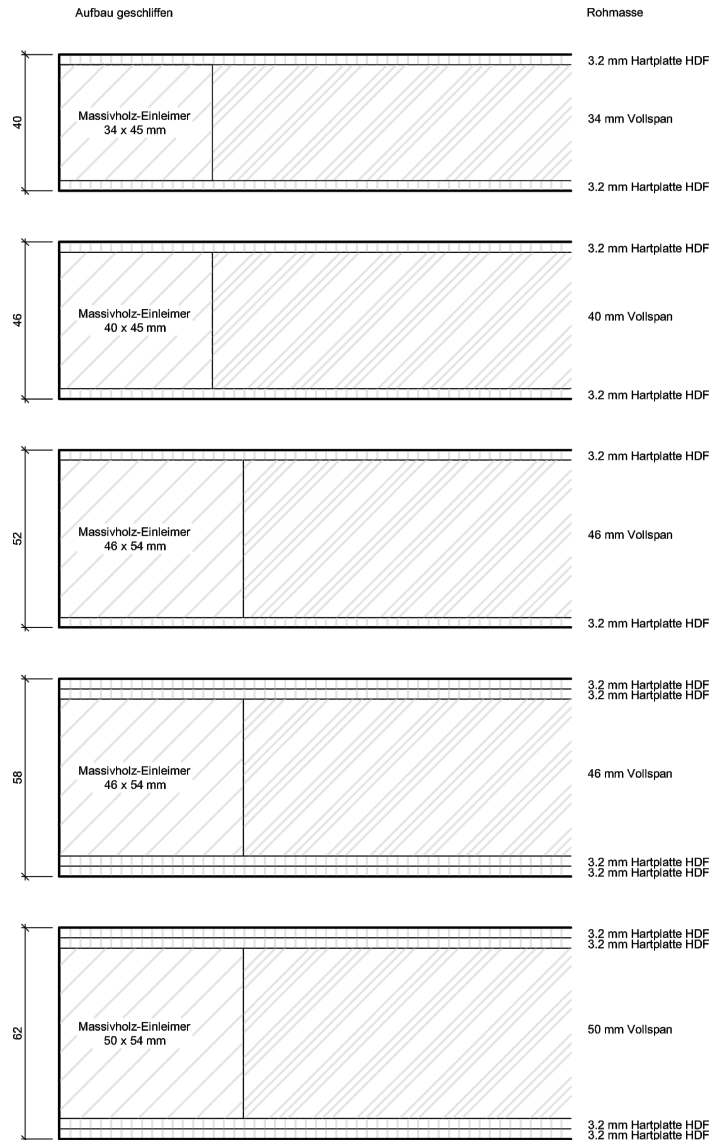 Aufbau geschliffen
Rohmasse
3.2 mm Hartplatte HDF
40
Massivholz-Einleimer
34 x 45 mm
34 mm Vollspan
3.2 mm Hartplatte HDF
3.2 mm Hartplatte HDF
46
Massivholz-Einleimer
40 x 45 mm
40 mm Vollspan
3.2 mm Hartplatte HDF
3.2 mm Hartplatte HDF
52
Massivholz-Einleimer
46 x 54 mm
46 mm Vollspan
3.2 mm Hartplatte HDF
3.2 mm Hartplatte HDF
3.2 mm Hartplatte HDF
58
Massivholz-Einleimer
46 x 54 mm
46 mm Vollspan
3.2 mm Hartplatte HDF
3.2 mm Hartplatte HDF
3.2 mm Hartplatte HDF
3.2 mm Hartplatte HDF
62
Massivholz-Einleimer
50 x 54 mm
50 mm Vollspan
3.2 mm Hartplatte HDF
3.2 mm Hartplatte HDF